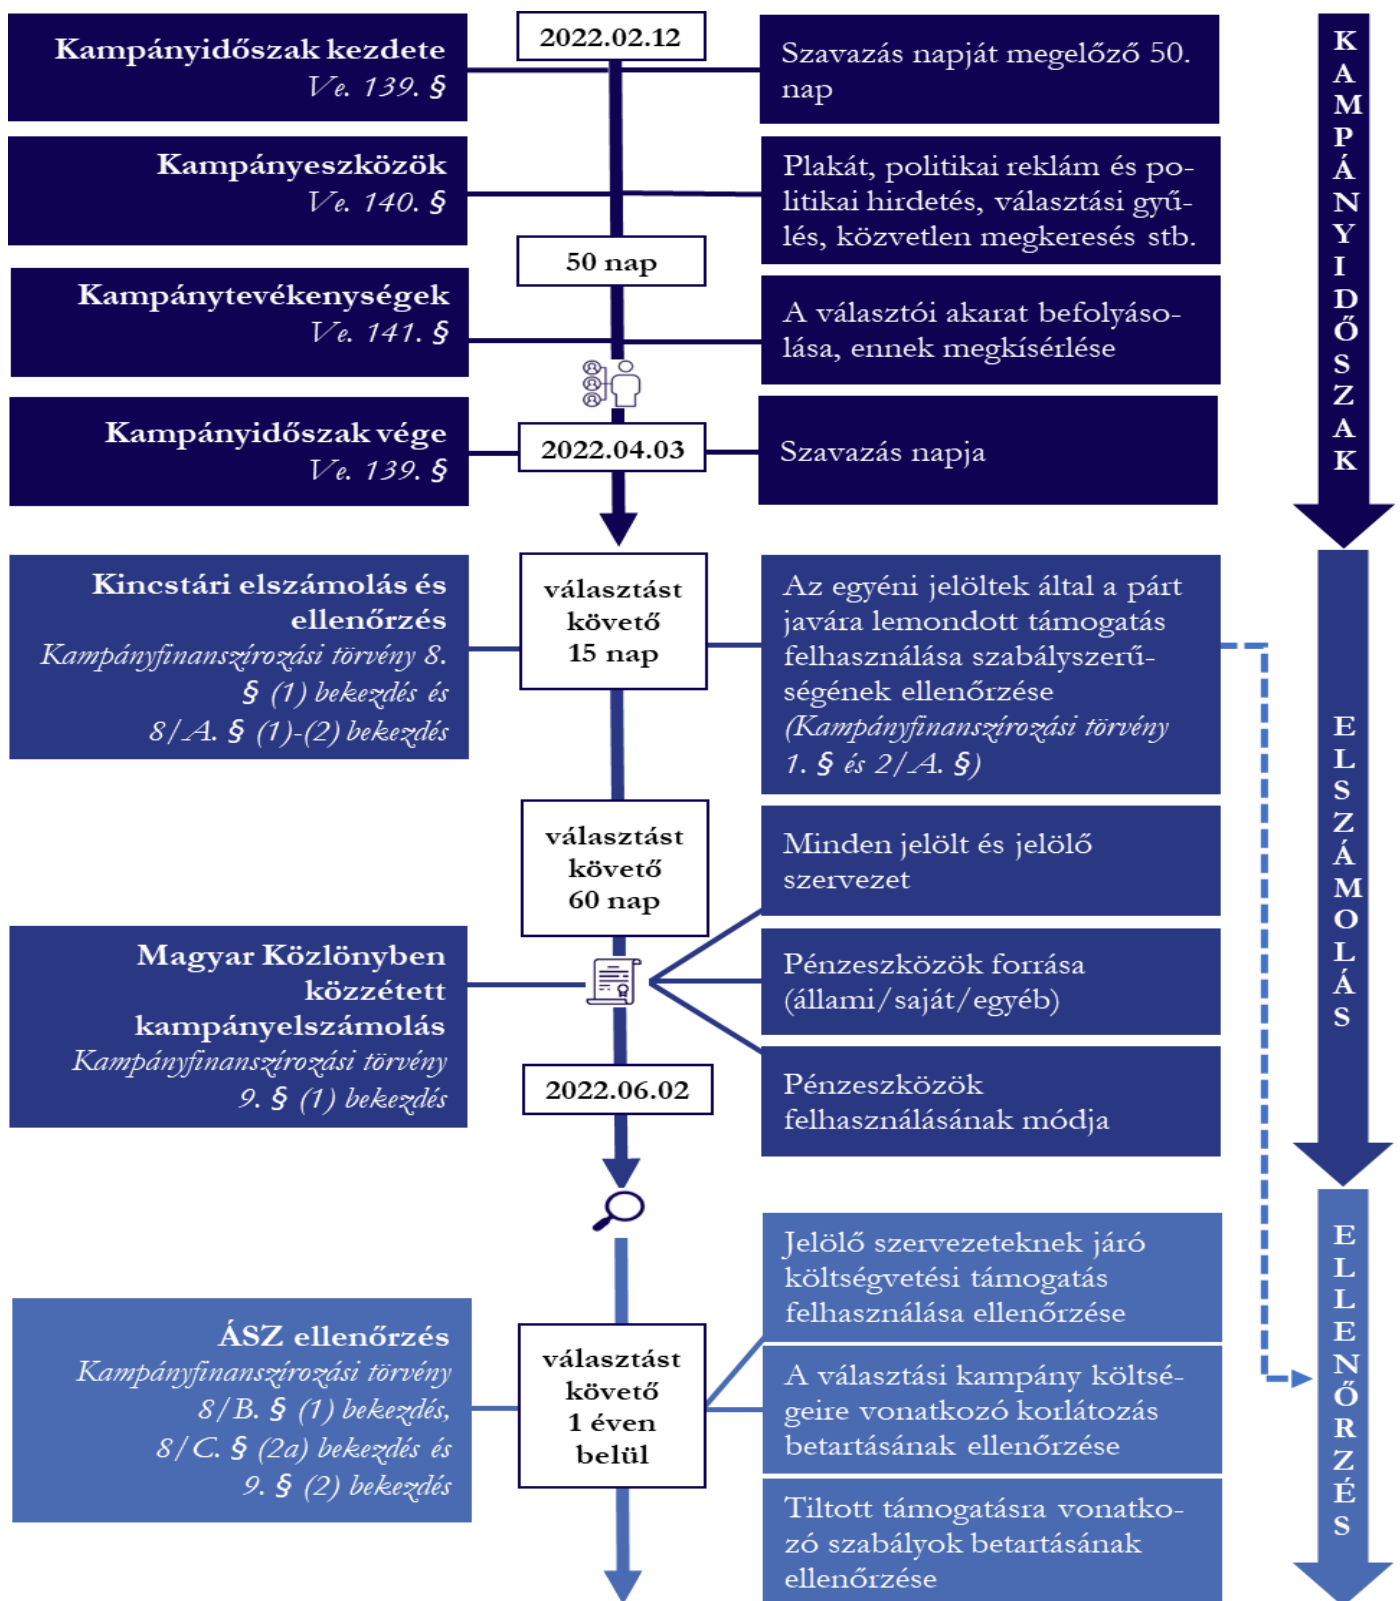 Kampányidőszak kezdete
Ve. 139. §
2022.02.12
Szavazás napját megelőző 50.
nap
Kampányeszközök
Ve. 140. §
Plakát, politikai reklám és po-
litikai hirdetés, választási gyű-
lés, közvetlen megkeresés stb.
50 nap
Kampánytevékenységek
Ve. 141. §
A választói akarat befolyáso-
lása, ennek megkísérlése
Kampányidőszak vége
Ve. 139. §
2022.04.03
Szavazás napja
KAMPÁNYIDŐSZAK
Kincstári elszámolás és
ellenőrzés
Kampányfinanszírozási törvény 8.
§ (1) bekezdés és
8/A. § (1)-(2) bekezdés
választást
követő
15 nap
Az egyéni jelöltek által a párt
javára lemondott támogatás
felhasználása szabályszerű-
ségének ellenőrzése
(Kampányfinanszírozási törvény
1. § és 2/A. §)
választást
követő
60 nap
Minden jelölt és jelölő
szervezet
Magyar Közlönyben
közzétett
kampányelszámolás
Kampányfinanszírozási törvény
9. § (1) bekezdés
Pénzeszközök forrása
(állami/saját/egyéb)
2022.06.02
Pénzeszközök
felhasználásának módja
ELSZÁMOLÁS
Jelölő szervezeteknek járó
költségvetési támogatás
felhasználása ellenőrzése
ÁSZ ellenőrzés
Kampányfinanszírozási törvény
8/B. § (1) bekezdés,
8/C. § (2a) bekezdés és
9. § (2) bekezdés
választást
követő
1 éven
belül
A választási kampány költsé-
geire vonatkozó korlátozás
betartásának ellenőrzése
Tiltott támogatásra vonatko-
zó szabályok betartásának
ellenőrzése
ELLENŐRZÉS